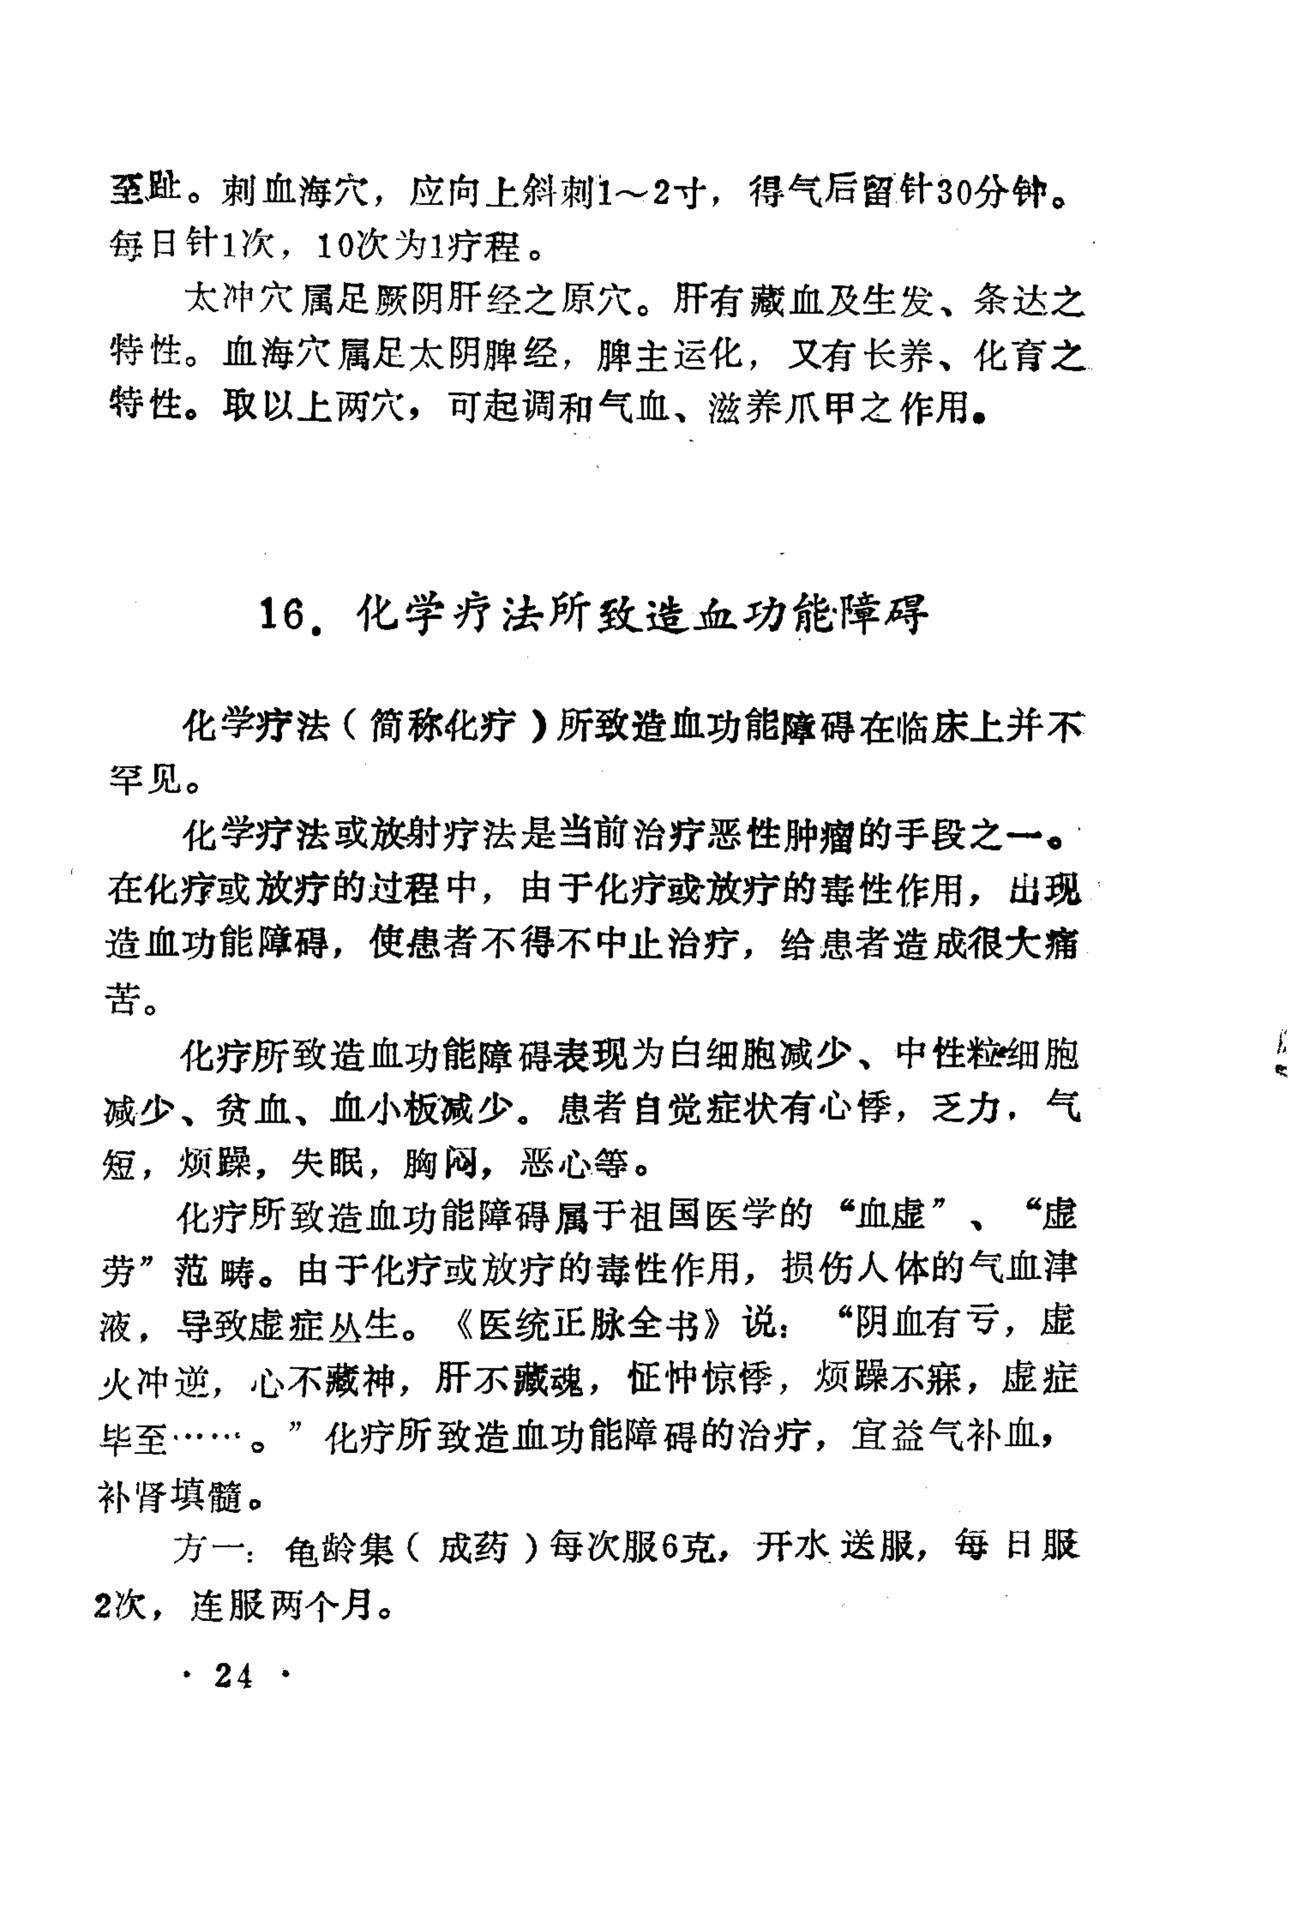 至趾。刺血海穴，应向上斜刺1～2寸，得气后留针30分钟。
每日针1次，10次为1疗程。
太冲穴属足厥阴肝经之原穴。肝有藏血及生发、条达之
特性。血海穴属足太阴脾经，脾主运化，又有长养、化育之
特性。取以上两穴，可起调和气血、滋养爪甲之作用。
16．化学疗法所致造血功能障碍
化学疗法（简称化疗）所致造血功能障碍在临床上并不
罕见。
化学疗法或放射疗法是当前治疗恶性肿瘤的手段之一。
在化疗或放疗的过程中，由于化疗或放疗的毒性作用，出现
造血功能障碍，使患者不得不中止治疗，给患者造成很大痛
苦。
化疗所致造血功能障碍表现为白细胞减少、中性粒细胞
减少、贫血、血小板减少。患者自觉症状有心悸，乏力，气
短，烦躁，失眠，胸闷，恶心等。
化疗所致造血功能障碍属于祖国医学的“血虚”、“虚
劳”范畴。由于化疗或放疗的毒性作用，损伤人体的气血津
液，导致虚症丛生。《医统正脉全书》说：“阴血有亏，虚
火冲逆，心不藏神，肝不藏魂，怔忡惊悸，烦躁不寐，虚症
毕至……。”化疗所致造血功能障碍的治疗，宜益气补血，
补肾填髓。
方一：龟龄集（成药）每次服6克，开水送服，每日服
2次，连服两个月。
· 24 ·